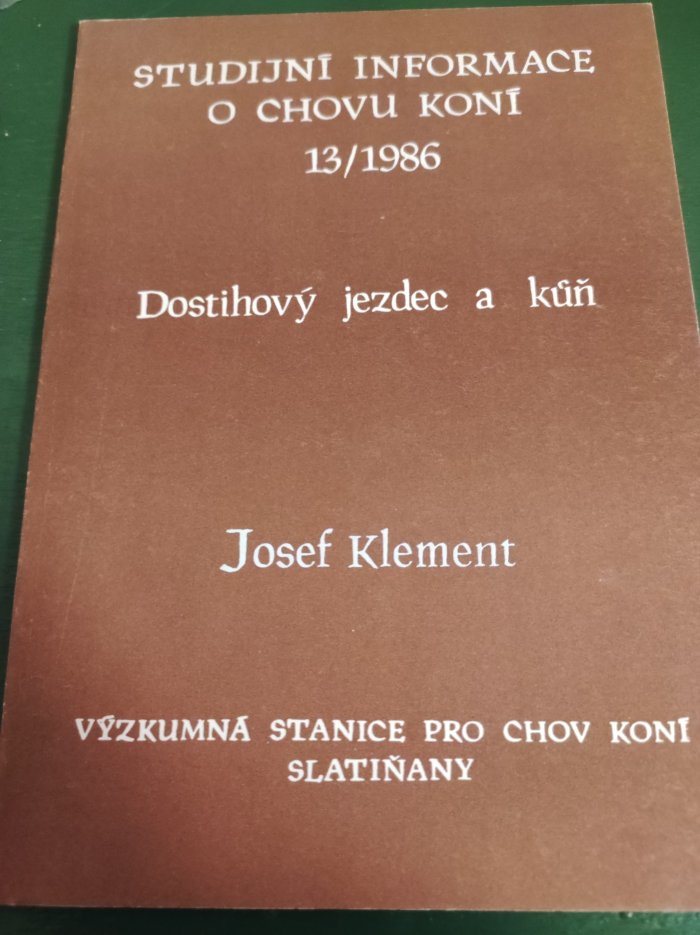 STUDIJNÍ INFORMACE
O CHOVU KONÍ
13/1986
Dostihový jezdec a kůň
Josef Klement
VÝZKUMNÁ STANICE PRO CHOV KONÍ
SLATIŇANY